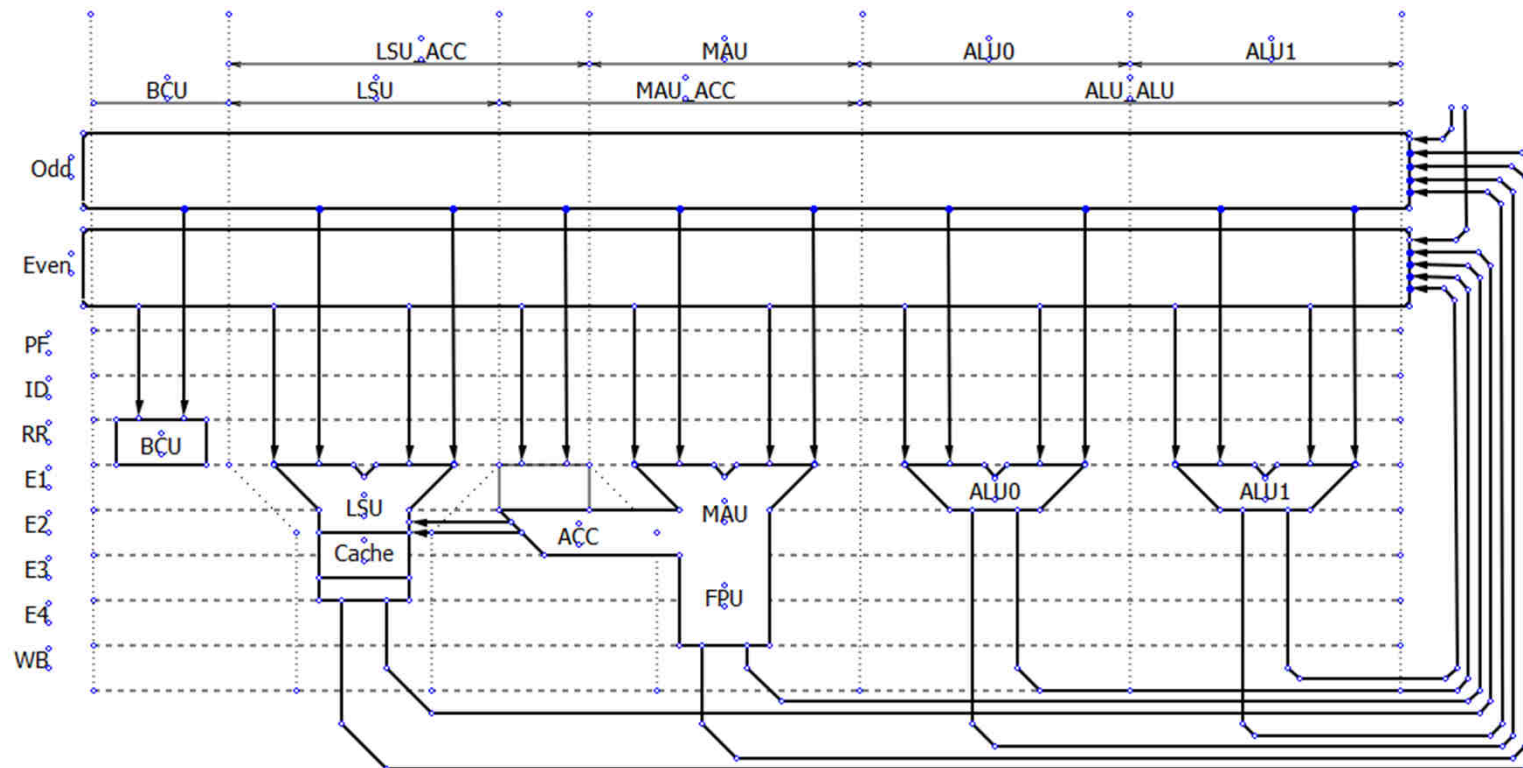 LSU_ACC MAU ALU0 ALU1
BCU LSU MAU_ACC ALU_ALU
Odd
Even
PF
ID
RR
BCU
E1
LSU
MAU
ALU0
ALU1
E2
ACC
Cache
E3
FPU
E4
WB